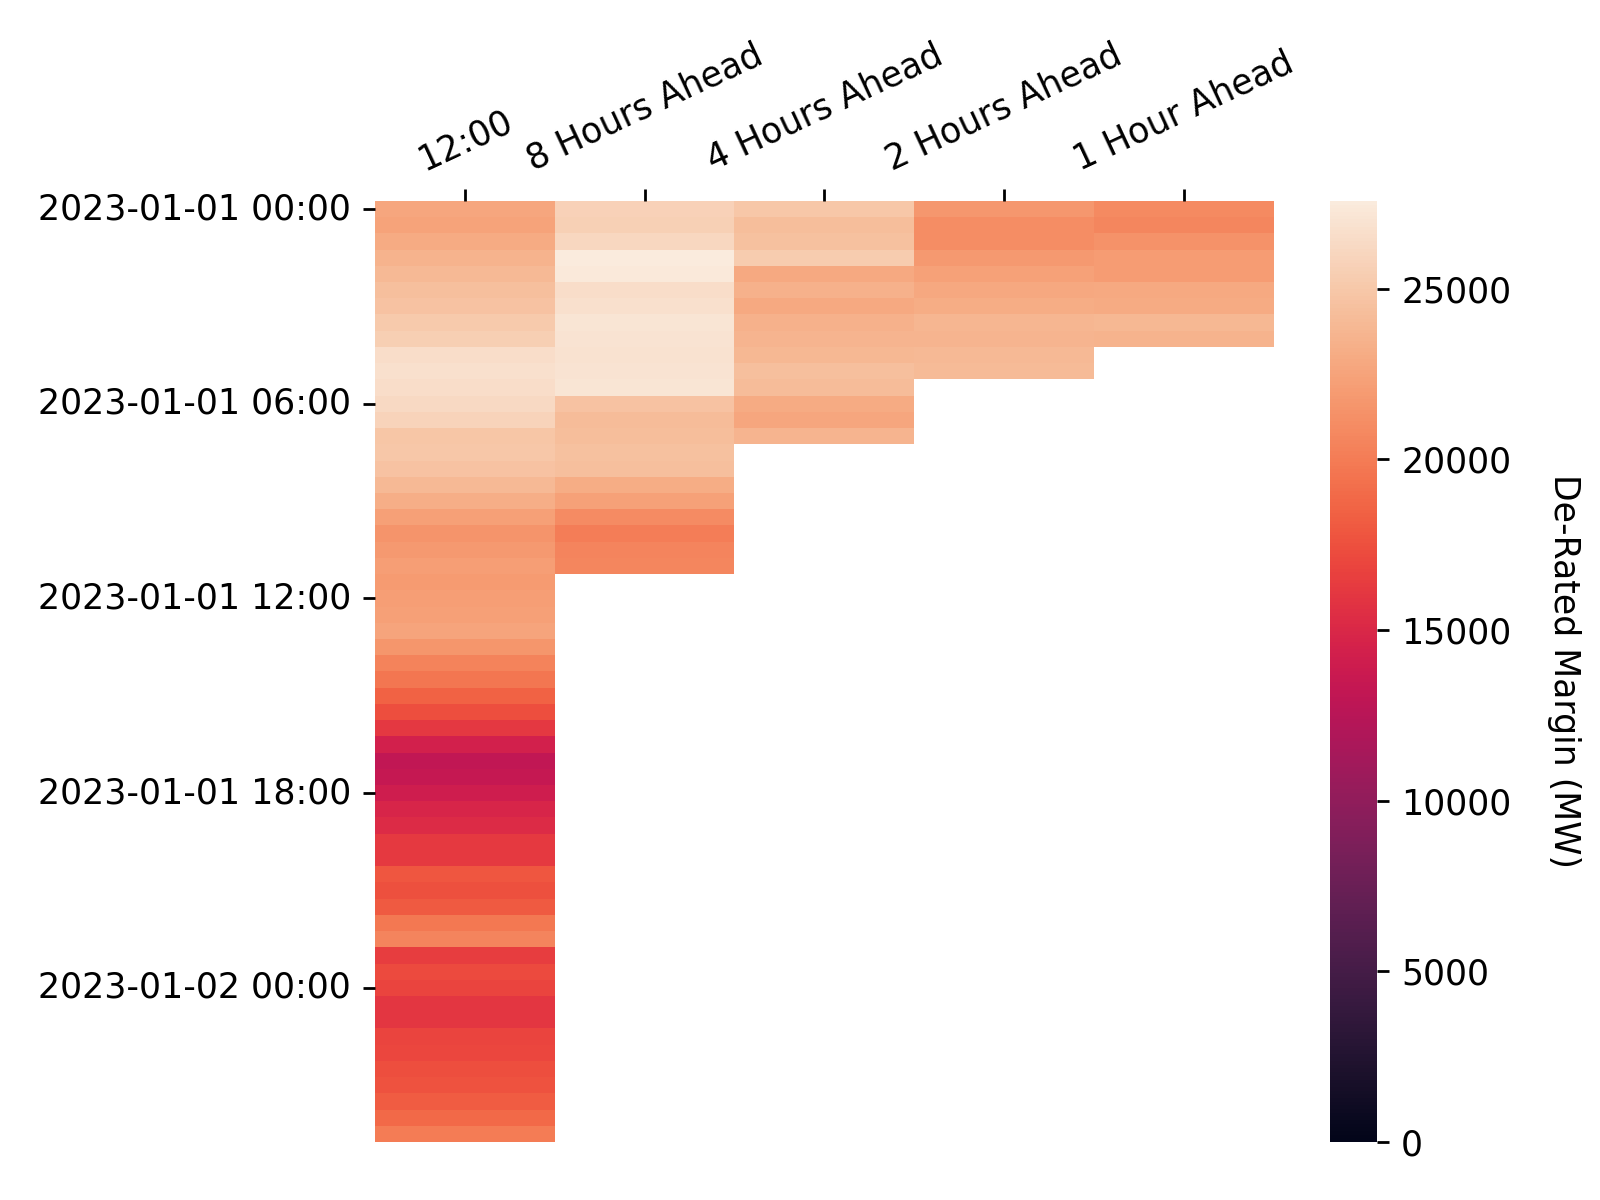 12:00
8 Hours Ahead
4 Hours Ahead
2 Hours Ahead
1 Hour Ahead
2023-01-01 00:00
2023-01-01 06:00
2023-01-01 12:00
2023-01-01 18:00
2023-01-02 00:00
25000
20000
15000
10000
5000
0
De-Rated Margin (MW)